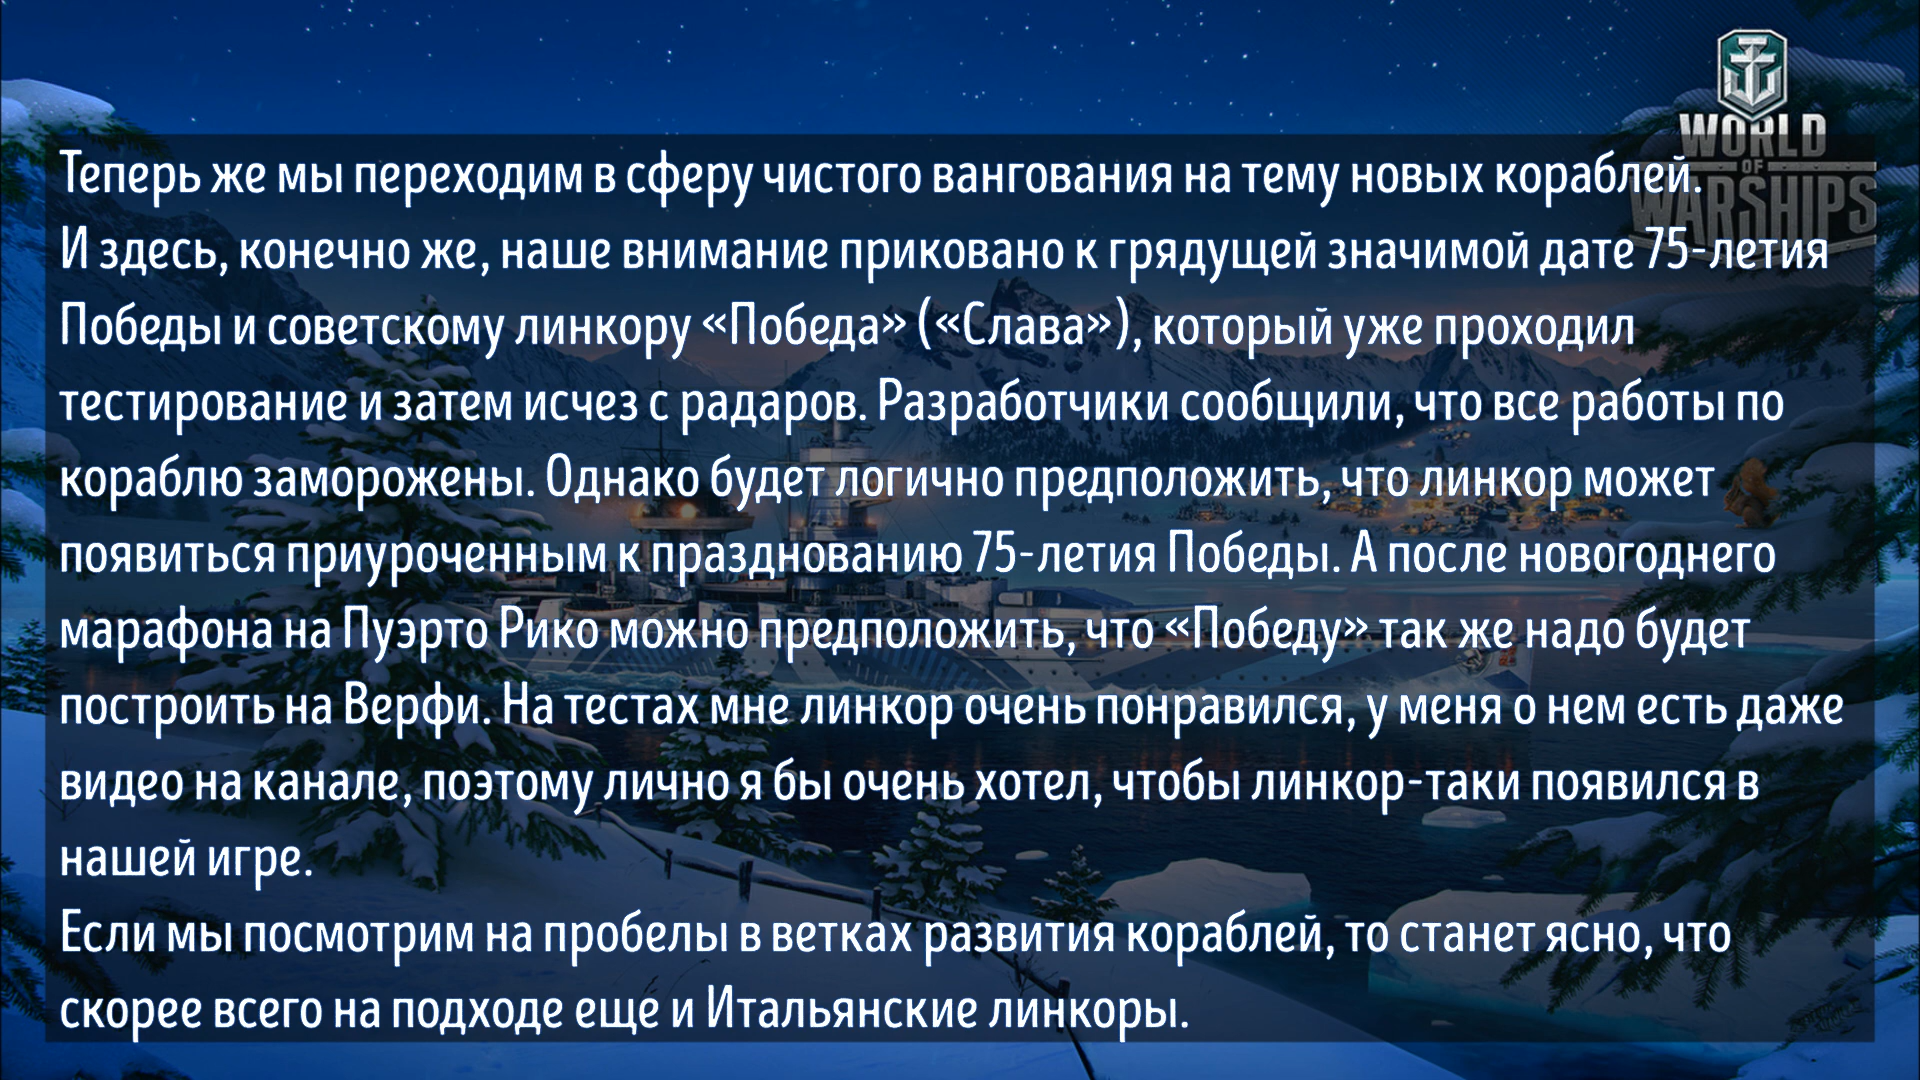 WORLD
OF
WARSHIPS
Теперь же мы переходим в сферу чистого вангования на тему новых кораблей.
И здесь, конечно же, наше внимание приковано к грядущей значимой дате 75-летия
Победы и советскому линкору «Победа» («Слава»), который уже проходил
тестирование и затем исчез с радаров. Разработчики сообщили, что все работы по
кораблю заморожены. Однако будет логично предположить, что линкор может
появиться приуроченным к празднованию 75-летия Победы. А после новогоднего
марафона на Пуэрто Рико можно предположить, что «Победу» так же надо будет
построить на Верфи. На тестах мне линкор очень понравился, у меня о нем есть даже
видео на канале, поэтому лично я бы очень хотел, чтобы линкор-таки появился в
нашей игре.
Если мы посмотрим на пробелы в ветках развития кораблей, то станет ясно, что
скорее всего на подходе еще и Итальянские линкоры.